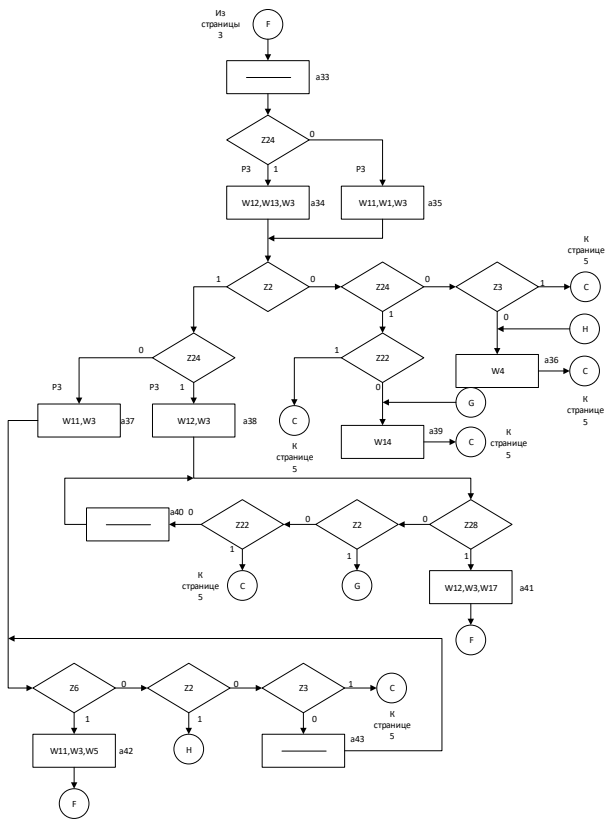 Из
страницы
3
F
a33
Z24
0
P3
1
P3
W12,W13,W3
a34
W11,W1,W3
a35
К
странице
5
1
Z2
0
Z24
0
Z3
1
C
1
0
H
0
Z24
1
Z22
0
W4
a36
C
P3
P3
1
К
странице
5
W11,W3
a37
W12,W3
a38
C
G
W14
a39
C
К
странице
5
К
странице
5
a40
0
Z22
0
Z2
0
Z28
1
1
1
К
странице
5
C
G
W12,W3,W17
a41
F
Z6
0
Z2
0
Z3
1
C
1
1
0
К
странице
5
W11,W3,W5
a42
H
a43
F